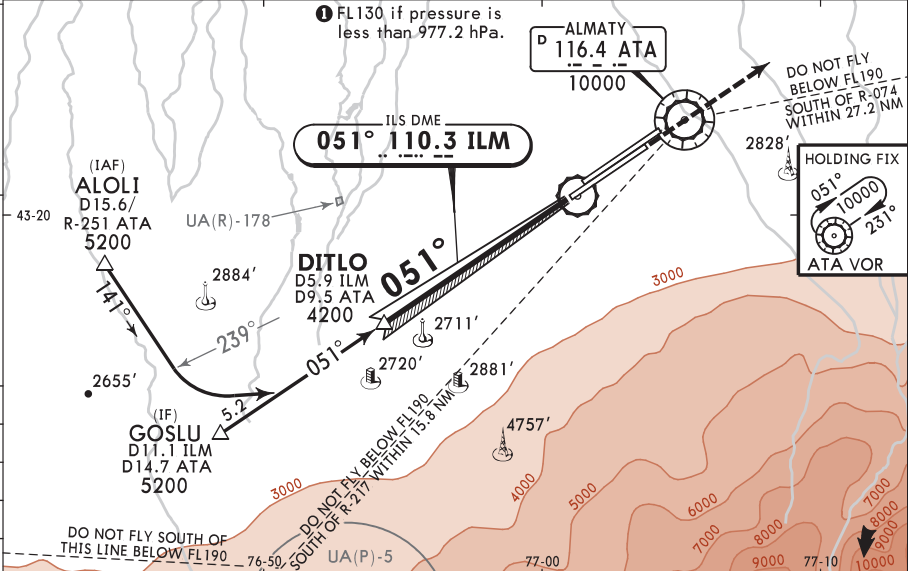 ❶ FL130 if pressure is
less than 977.2 hPa.
ALMATY
D 116.4 ATA
10000
DO NOT FLY
BELOW FL190
SOUTH OF R-074
WITHIN 27.2 NM
2828'
ILS DME
051° 110.3 ILM
HOLDING FIX
051°
10000
231°
ATA VOR
(IAF)
ALOLI
D15.6/
R-251 ATA
5200
43-20
UA(R)-178
141°
2884'
239°
DITLO
D5.9 ILM
D9.5 ATA
4200
051°
051°
2711'
2720'
2881'
2655'
5.2
(IF)
GOSLU
D11.1 ILM
D14.7 ATA
5200
4757'
3000
3000
4000
5000
6000
7000
8000
9000
7000
8000
9000
10000
DO NOT FLY BELOW FL190
SOUTH OF R-217 WITHIN 15.8 NM
DO NOT FLY SOUTH OF
THIS LINE BELOW FL190
UA(P)-5
76-50
77-00
77-10